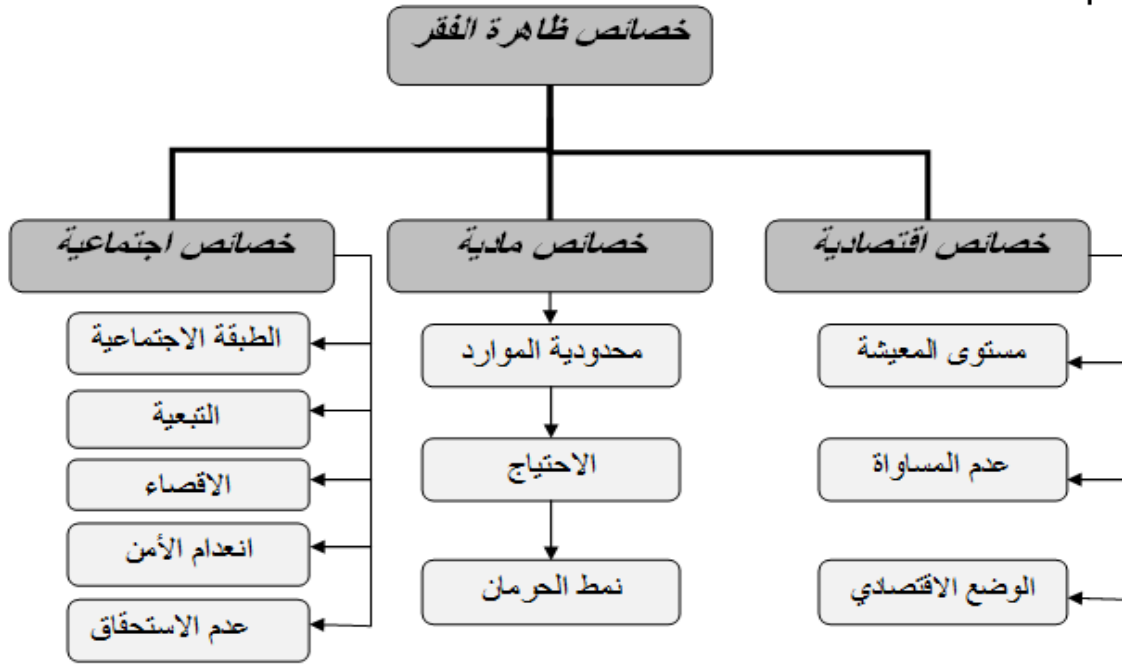 خصائص ظاهرة الفقر
خصائص اقتصادية
خصائص مادية
خصائص اجتماعية
مستوى المعيشة
عدم المساواة
الوضع الاقتصادي
محدودية الموارد
الاحتياج
نمط الحرمان
الطبقة الاجتماعية
التبعية
الاقصاء
انعدام الأمن
عدم الاستحقاق